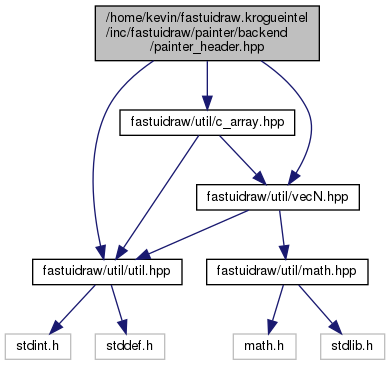 /home/kevin/fastuidraw.krogueintel
/inc/fastuidraw/painter/backend
/painter_header.hpp
fastuidraw/util/c_array.hpp
fastuidraw/util/vecN.hpp
fastuidraw/util/util.hpp
fastuidraw/util/math.hpp
stdint.h
stddef.h
math.h
stdlib.h